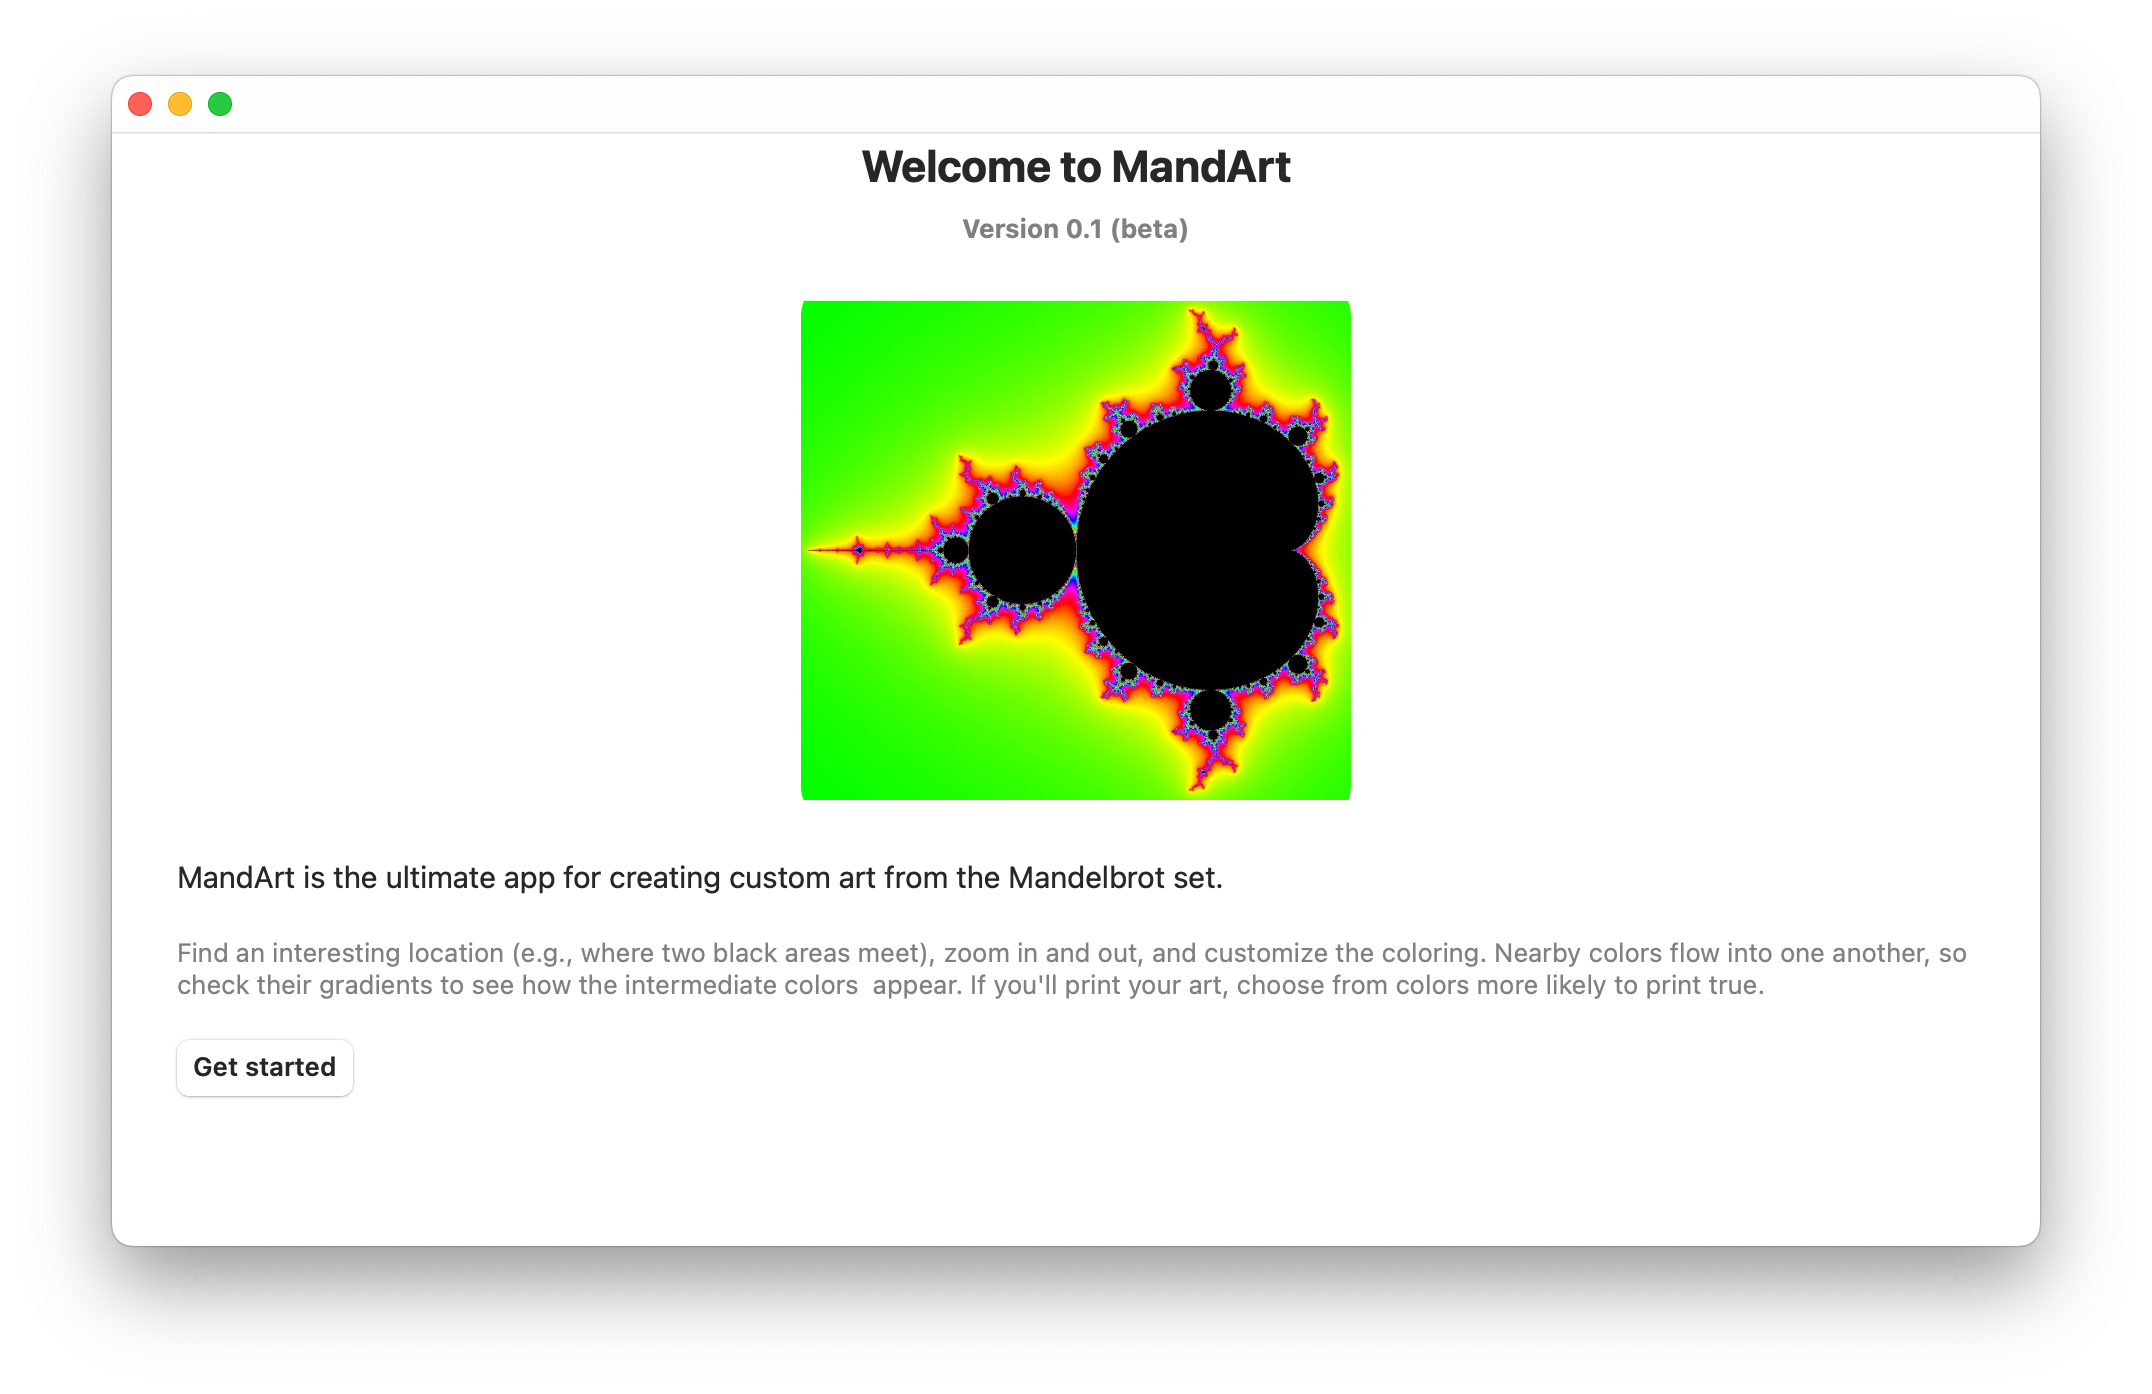 Welcome to MandArt
Version 0.1 (beta)
MandArt is the ultimate app for creating custom art from the Mandelbrot set.
Find an interesting location (e.g., where two black areas meet), zoom in and out, and customize the coloring. Nearby colors flow into one another, so
check their gradients to see how the intermediate colors  appear. If you'll print your art, choose from colors more likely to print true.
Get started